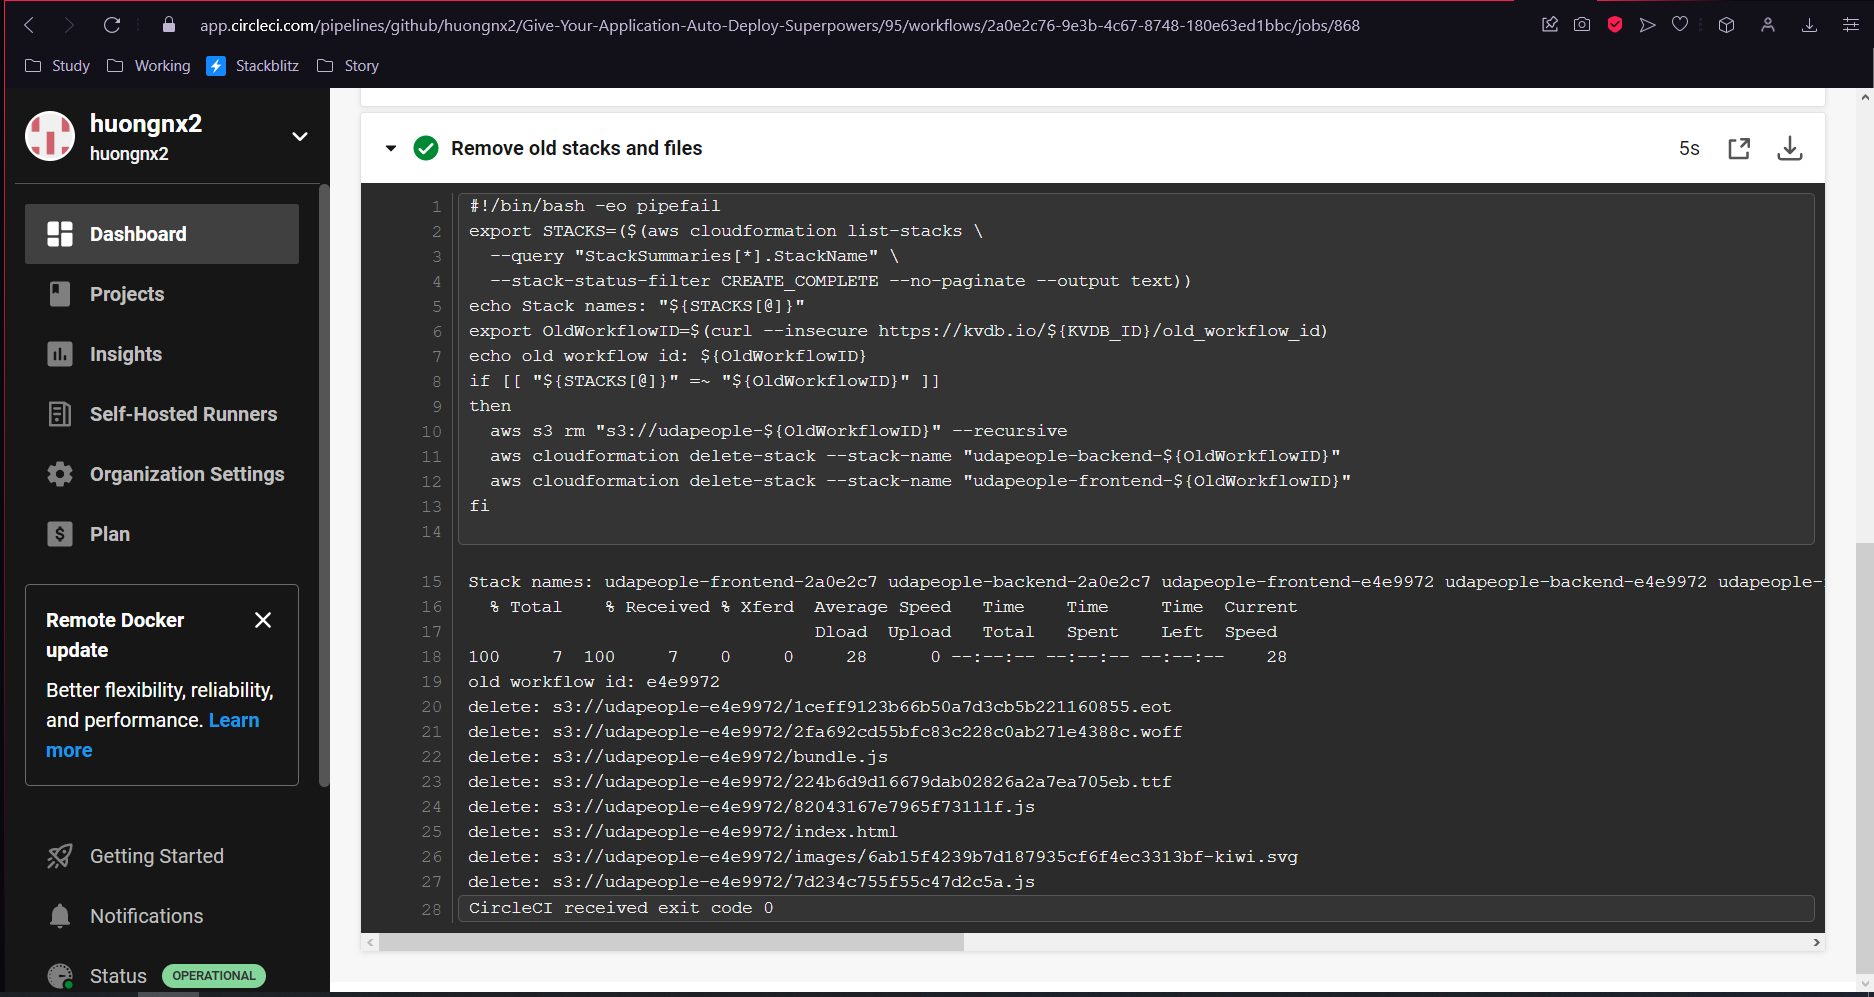 app.circleci.com/pipelines/github/huongnx2/Give-Your-Application-Auto-Deploy-Superpowers/95/workflows/2a0e2c76-9e3b-4c67-8748-180e63ed1bbc/jobs/868
Study Working Stackblitz Story
huongnx2
huongnx2
Dashboard
Projects
Insights
Self-Hosted Runners
Organization Settings
Plan
Remote Docker
update
Better flexibility, reliability,
and performance. Learn
more
Getting Started
Notifications
Status OPERATIONAL
Remove old stacks and files 5s
1 #!/bin/bash -eo pipefail
2 export STACKS=($(aws cloudformation list-stacks \
3 --query "StackSummaries[*].StackName" \
4 --stack-status-filter CREATE_COMPLETE --no-paginate --output text))
5 echo Stack names: "${STACKS[@]}"
6 export OldWorkflowID=$(curl --insecure https://kvdb.io/${KVDB_ID}/old_workflow_id)
7 echo old workflow id: ${OldWorkflowID}
8 if [[ "${STACKS[@]}" =~ "${OldWorkflowID}" ]]
9 then
10 aws s3 rm "s3://udapeople-${OldWorkflowID}" --recursive
11 aws cloudformation delete-stack --stack-name "udapeople-backend-${OldWorkflowID}"
12 aws cloudformation delete-stack --stack-name "udapeople-frontend-${OldWorkflowID}"
13 fi
14
15 Stack names: udapeople-frontend-2a0e2c7 udapeople-backend-2a0e2c7 udapeople-frontend-e4e9972 udapeople-backend-e4e9972 udapeople-
16 % Total % Received % Xferd Average Speed Time Time Time Current
17 Dload Upload Total Spent Left Speed
18 100 7 100 7 0 0 28 0 --:--:-- --:--:-- --:--:-- 28
19 old workflow id: e4e9972
20 delete: s3://udapeople-e4e9972/1ceff9123b66b50a7d3cb5b221160855.eot
21 delete: s3://udapeople-e4e9972/2fa692cd55bfc83c228c0ab271e4388c.woff
22 delete: s3://udapeople-e4e9972/bundle.js
23 delete: s3://udapeople-e4e9972/224b6d9d16679dab02826a2a7ea705eb.ttf
24 delete: s3://udapeople-e4e9972/82043167e7965f73111f.js
25 delete: s3://udapeople-e4e9972/index.html
26 delete: s3://udapeople-e4e9972/images/6ab15f4239b7d187935cf6f4ec3313bf-kiwi.svg
27 delete: s3://udapeople-e4e9972/7d234c755f55c47d2c5a.js
28 CircleCI received exit code 0